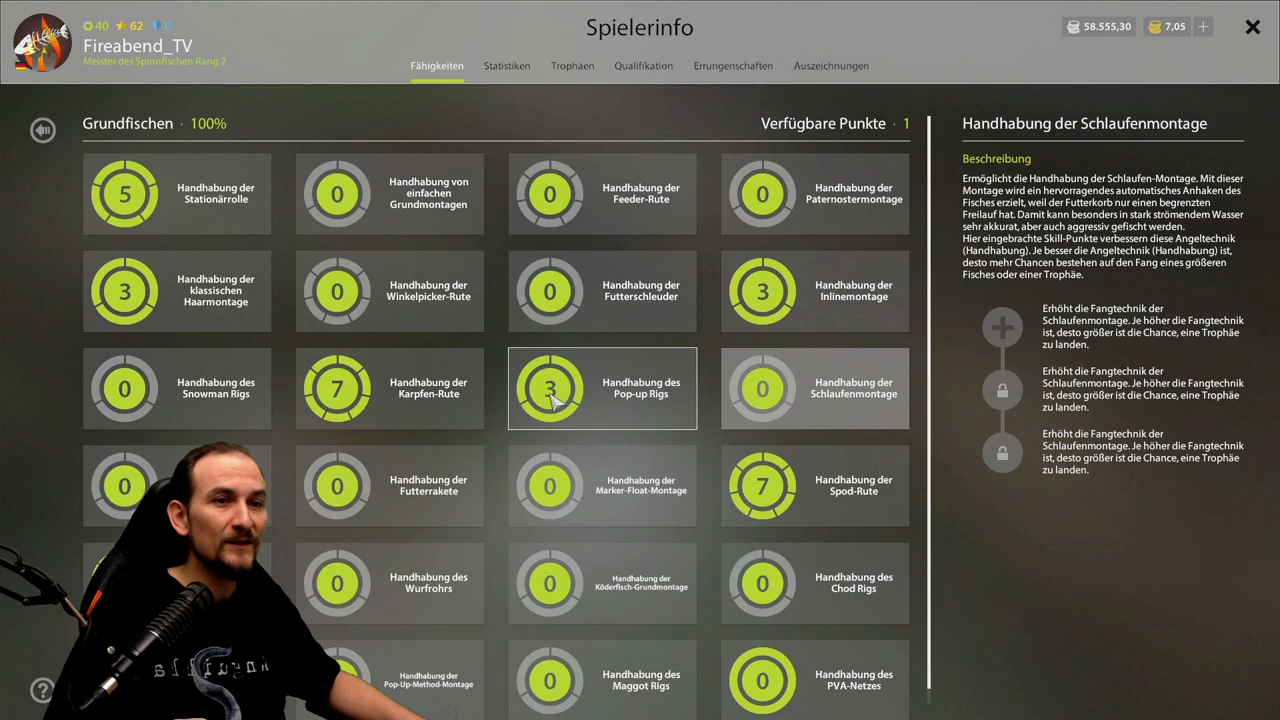 40 62 0
Fireabend_TV
Meister des Spinnfischen Rang 2
Spielerinfo
58.555,30
7,05
Fähigkeiten
Statistiken
Trophäen
Qualifikation
Errungenschaften
Auszeichnungen
Grundfischen · 100%
Verfügbare Punkte · 1
5
Handhabung der
Stationärrolle
0
Handhabung von
einfachen
Grundmontagen
0
Handhabung der
Feeder-Rute
0
Handhabung der
Paternostermontage
3
Handhabung der
klassischen
Haarmontage
0
Handhabung der
Winkelpicker-Rute
0
Handhabung der
Futterschleuder
3
Handhabung der
Inlinemontage
0
Handhabung des
Snowman Rigs
7
Handhabung der
Karpfen-Rute
3
Handhabung des
Pop-up Rigs
0
Handhabung der
Schlaufenmontage
0
0
Handhabung der
Futterrakete
0
Handhabung der
Marker-Float-Montage
7
Handhabung der
Spod-Rute
0
Handhabung des
Wurfrohrs
0
Handhabung der
Köderfisch-Grundmontage
0
Handhabung des
Chod Rigs
Handhabung der
Pop-Up-Method-Montage
0
Handhabung des
Maggot Rigs
0
Handhabung des
PVA-Netzes
Handhabung der Schlaufenmontage
Beschreibung
Ermöglicht die Handhabung der Schlaufen-Montage. Mit dieser
Montage wird ein hervorragendes automatisches Anhaken des
Fisches erzielt, weil der Futterkorb nur einen begrenzten
Freilauf hat. Damit kann besonders in stark strömendem Wasser
sehr akkurat, aber auch aggressiv gefischt werden.
Hier eingebrachte Skill-Punkte verbessern diese Angeltechnik
(Handhabung). Je besser die Angeltechnik (Handhabung) ist,
desto mehr Chancen bestehen auf den Fang eines größeren
Fisches oder einer Trophäe.
Erhöht die Fangtechnik der
Schlaufenmontage. Je höher die Fangtechnik
ist, desto größer ist die Chance, eine Trophäe
zu landen.
Erhöht die Fangtechnik der
Schlaufenmontage. Je höher die Fangtechnik
ist, desto größer ist die Chance, eine Trophäe
zu landen.
Erhöht die Fangtechnik der
Schlaufenmontage. Je höher die Fangtechnik
ist, desto größer ist die Chance, eine Trophäe
zu landen.